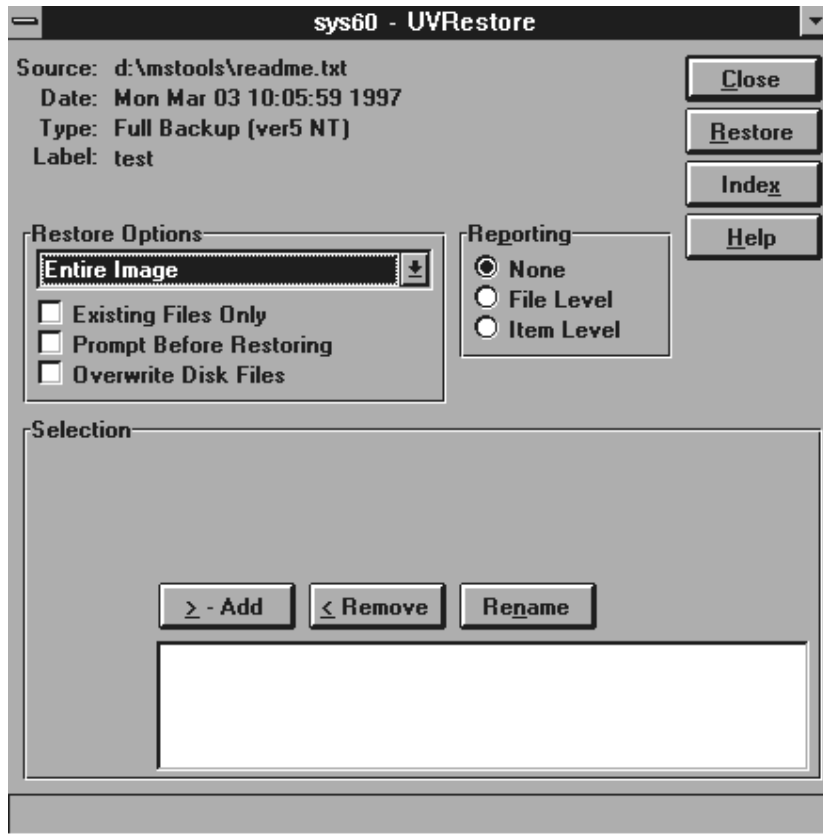 sys60 - UVRestore
Source: d:\mstools\readme.txt
Date: Mon Mar 03 10:05:59 1997
Type: Full Backup (ver5 NT)
Label: test
Close
Restore
Index
Help
Restore Options
Entire Image
Existing Files Only
Prompt Before Restoring
Overwrite Disk Files
Reporting
None
File Level
Item Level
Selection
> - Add
< Remove
Rename